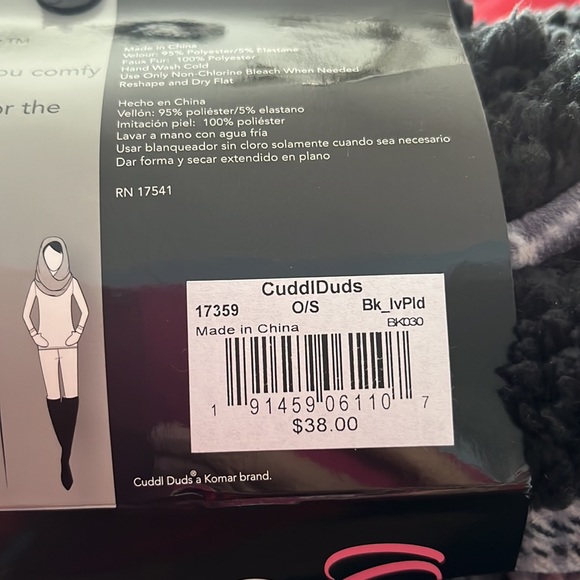 TM
ou comfy
or the
Made in China
Velour: 95% Polyester/5% Elastane
Faux Fur: 100% Polyester
Hand Wash Cold
Use Only Non-Chlorine Bleach When Needed
Reshape and Dry Flat
Hecho en China
Vellón: 95% poliéster/5% elastano
Imitación piel: 100% poliéster
Lavar a mano con agua fría
Usar blanqueador sin cloro solamente cuando sea necesario
Dar forma y secar extendido en plano
RN 17541
CuddlDuds
17359 O/S Bk_IvPld
Made in China BK030
1 91459 06110 7
$38.00
Cuddl Duds® a Komar brand.